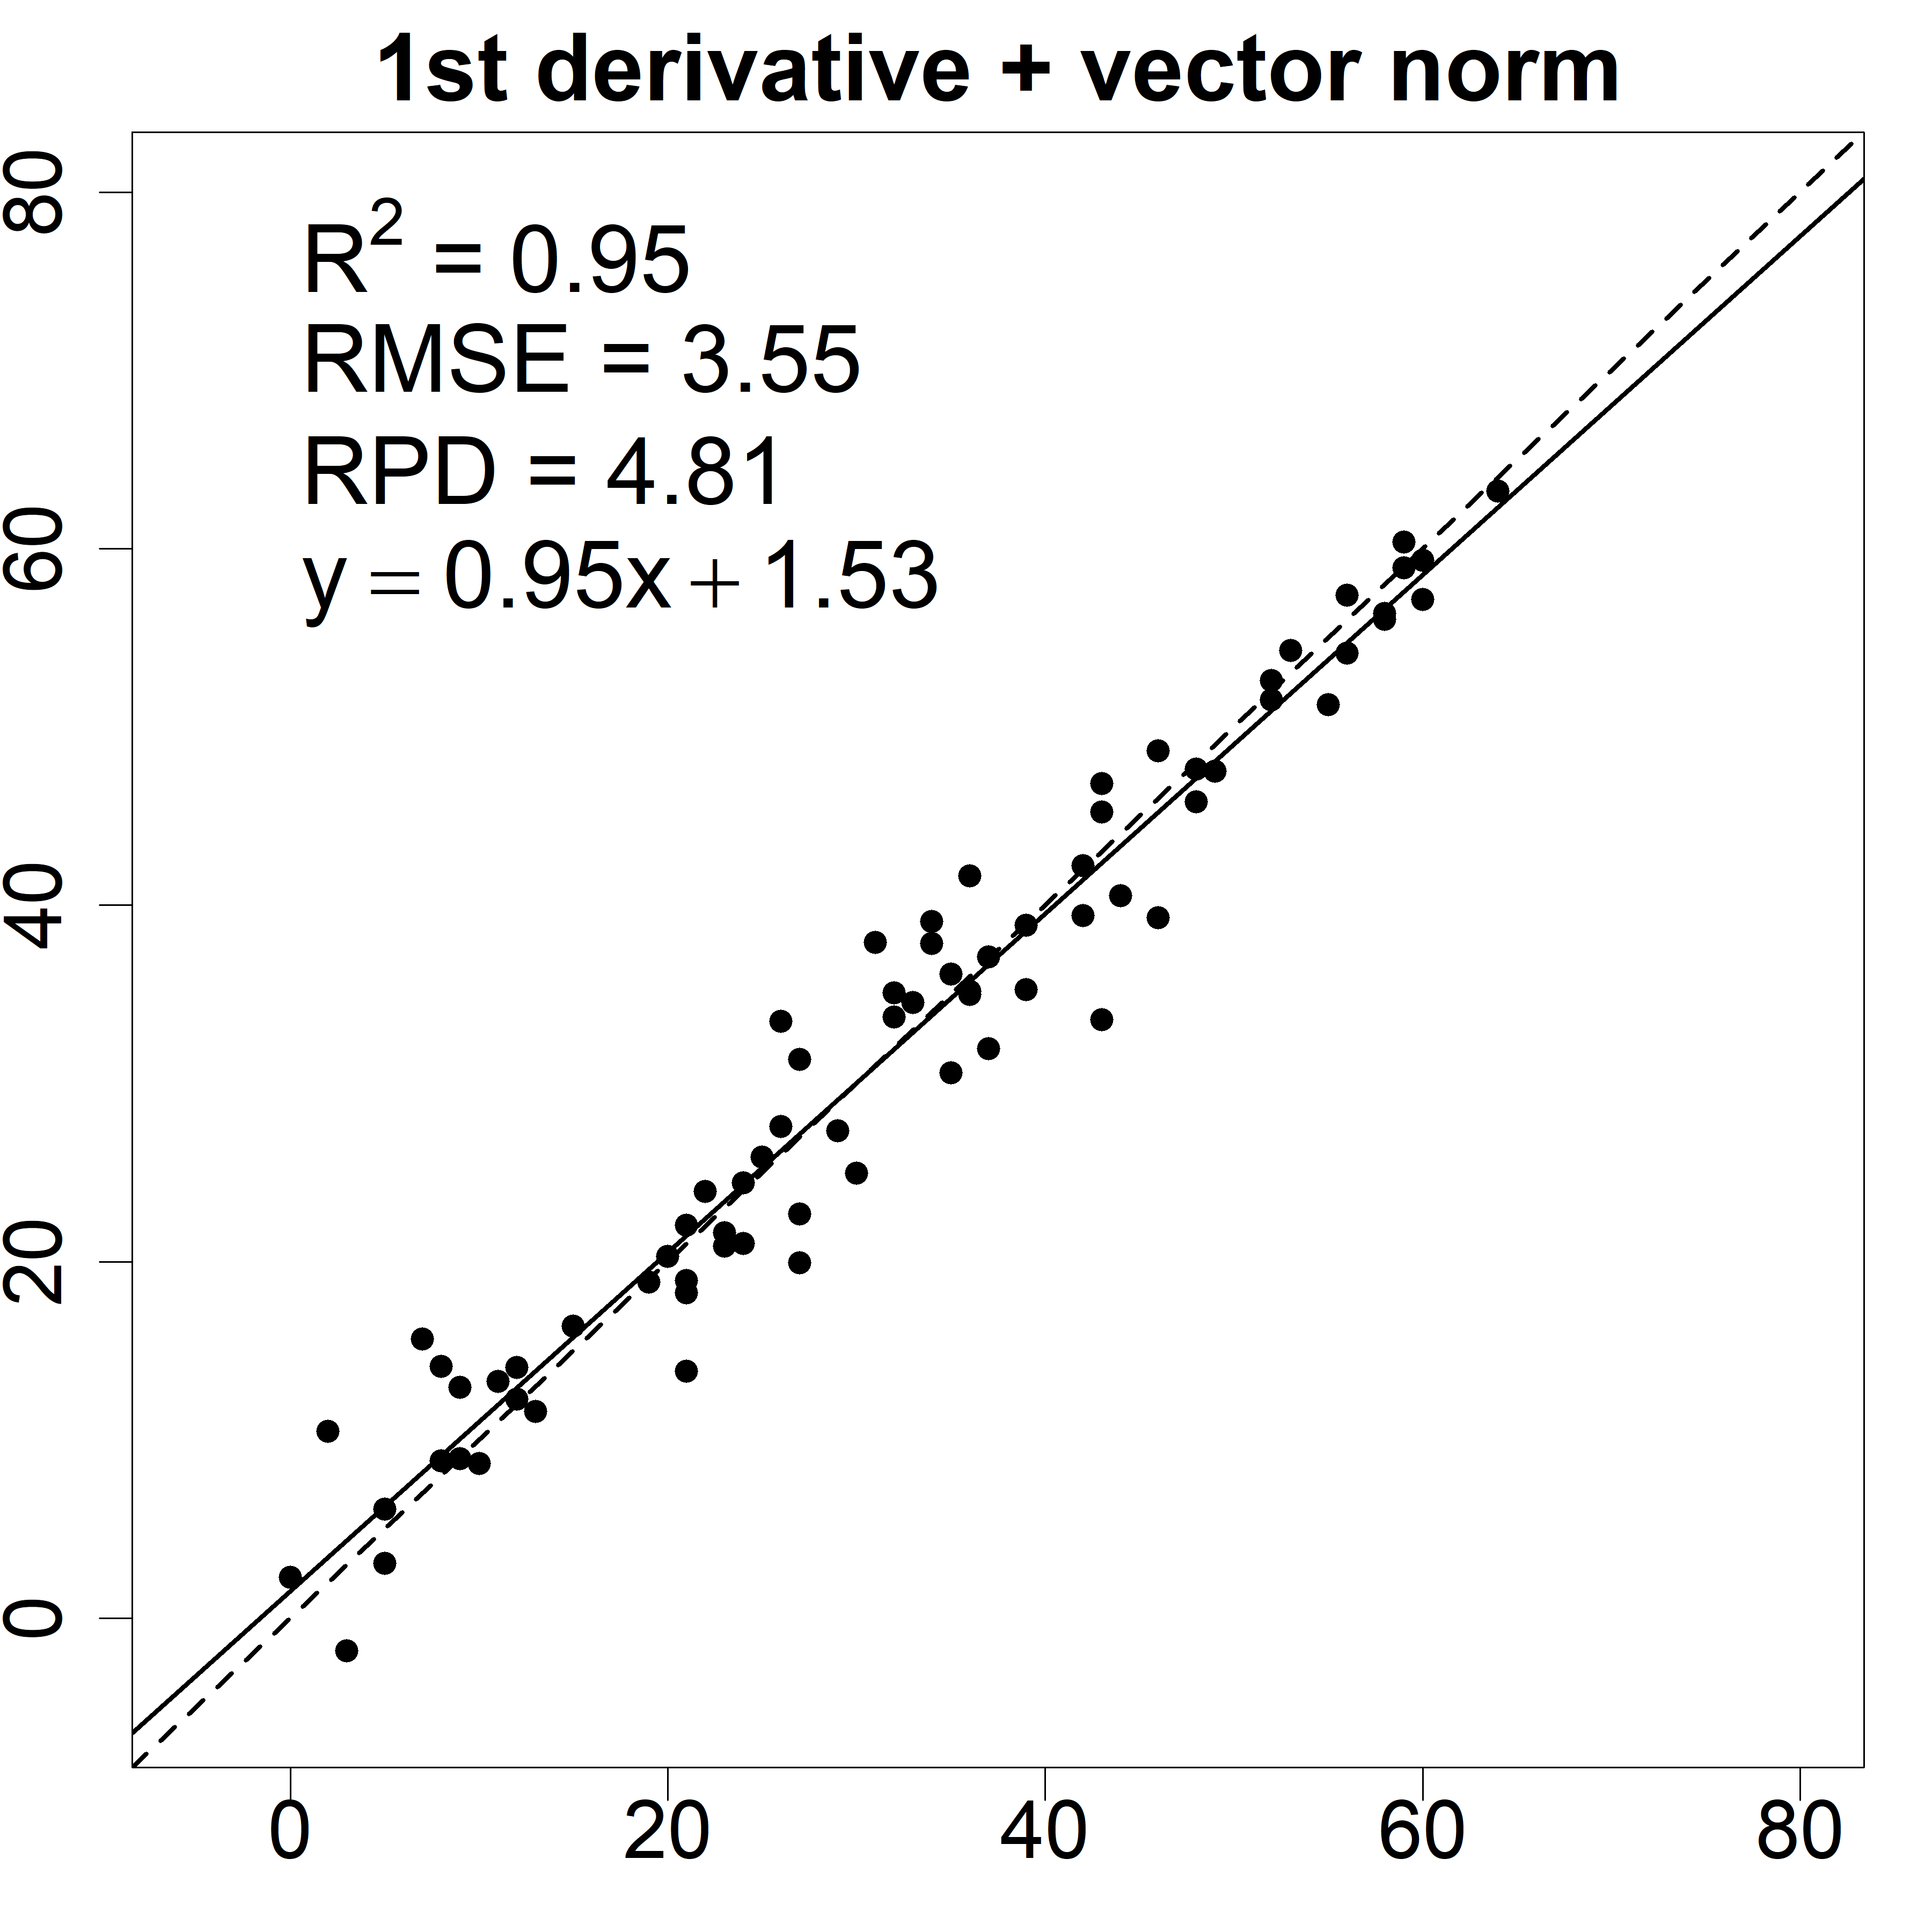 1st derivative + vector norm
R² = 0.95
RMSE = 3.55
RPD = 4.81
y = 0.95x + 1.53
80
60
40
20
0
0 20 40 60 80